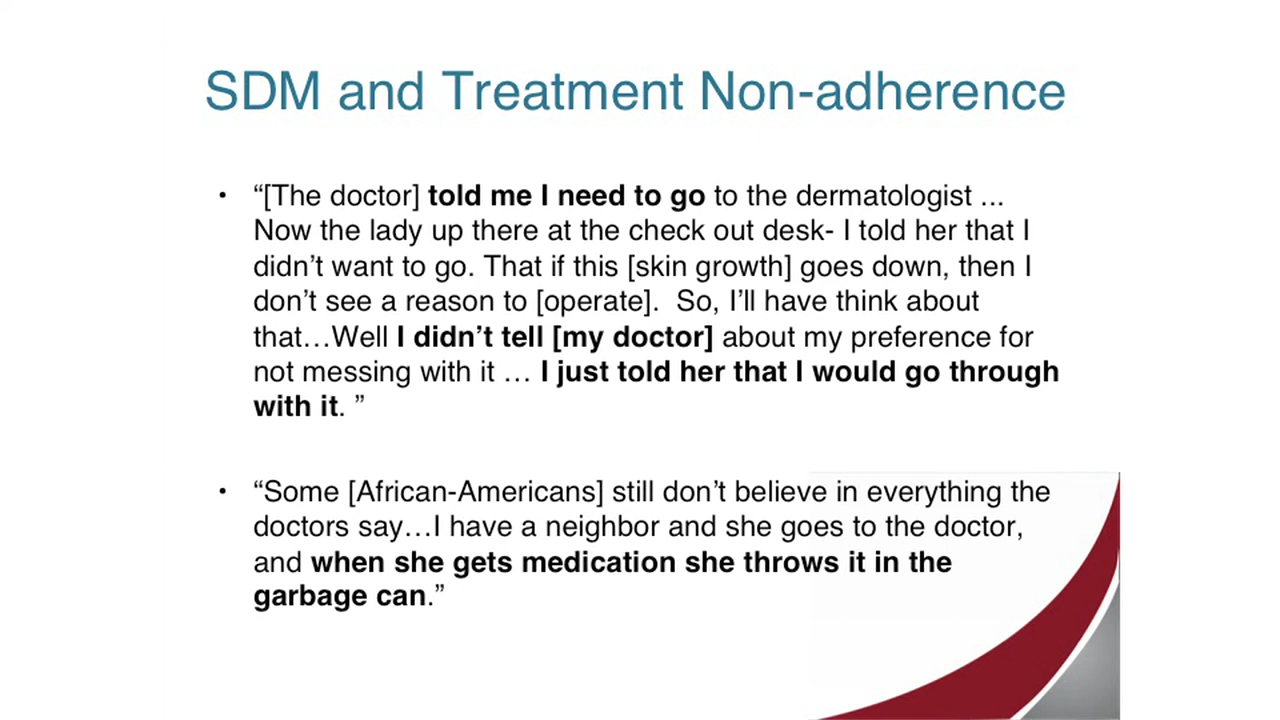 SDM and Treatment Non-adherence
• “[The doctor] told me I need to go to the dermatologist ...
Now the lady up there at the check out desk- I told her that I
didn’t want to go. That if this [skin growth] goes down, then I
don’t see a reason to [operate].  So, I’ll have think about
that…Well I didn’t tell [my doctor] about my preference for
not messing with it … I just told her that I would go through
with it. ”
• “Some [African-Americans] still don’t believe in everything the
doctors say…I have a neighbor and she goes to the doctor,
and when she gets medication she throws it in the
garbage can.”